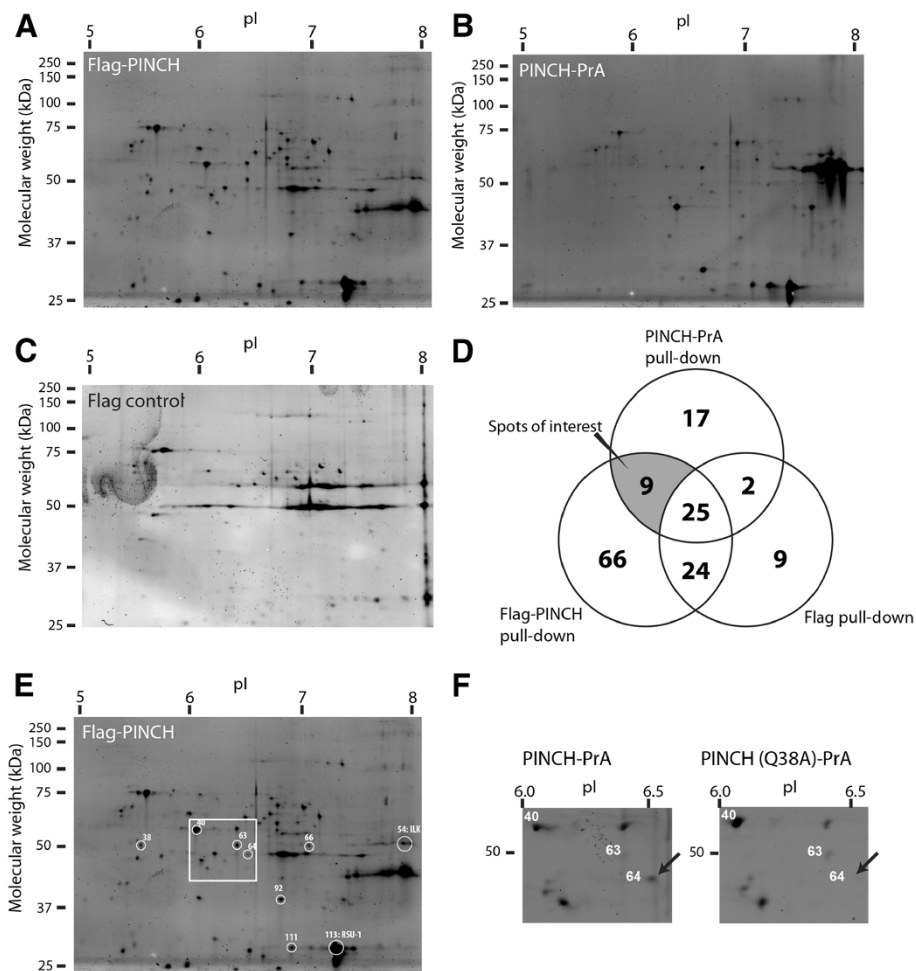 A
pI
5 6 7 8
Flag-PINCH
Molecular weight (kDa)
250
150
100
75
50
37
25
B
pI
5 6 7 8
PINCH-PrA
Molecular weight (kDa)
250
150
100
75
50
37
25
C
pI
5 6 7 8
Flag control
Molecular weight (kDa)
250
150
100
75
50
37
25
D
PINCH-PrA
pull-down
Spots of interest
17
9
2
25
66
24
9
Flag-PINCH
pull-down
Flag pull-down
E
pI
5 6 7 8
Flag-PINCH
Molecular weight (kDa)
250
150
100
75
50
37
25
38
40
63
64
66
54: ILK
92
111
113: RSU-1
F
PINCH-PrA
pI
6.0 6.5
40
50
63
64
PINCH (Q38A)-PrA
pI
6.0 6.5
40
50
63
64